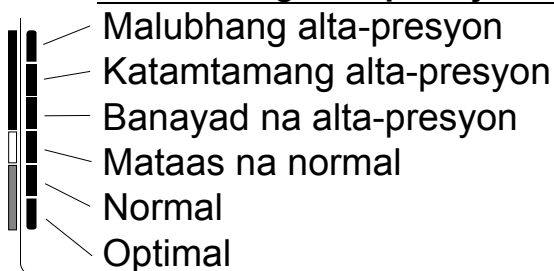 Malubhang alta-presyon
Katamtamang alta-presyon
Banayad na alta-presyon
Mataas na normal
Normal
Optimal